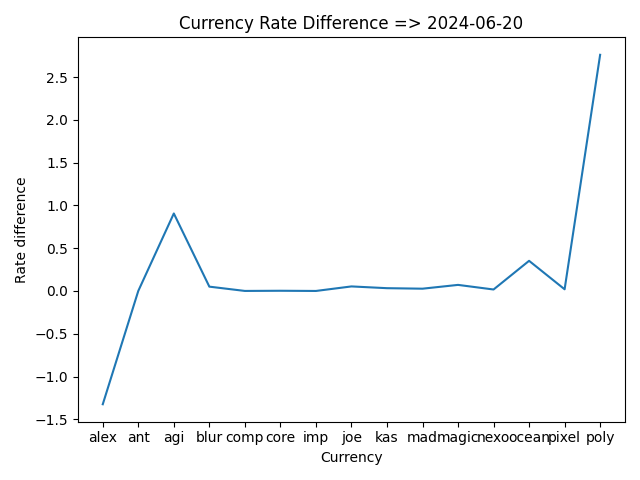 Currency Rate Difference => 2024-06-20
Rate difference
2.5
2.0
1.5
1.0
0.5
0.0
−0.5
−1.0
−1.5
alex ant agi blur comp core imp joe kas mad magic nexo ocean pixel poly
Currency